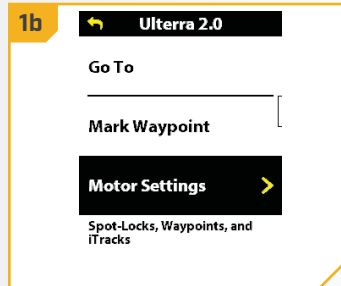 1b
Ulterra 2.0
Go To
Mark Waypoint
Motor Settings
Spot-Locks, Waypoints, and
iTracks